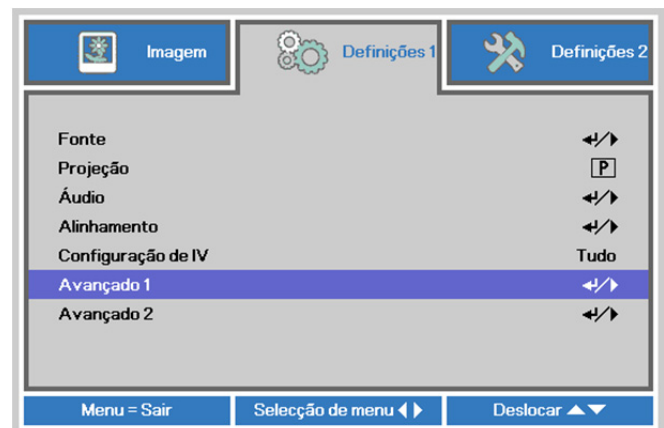 Imagem Definições 1 Definições 2
Fonte
Projeção P
Áudio
Alinhamento
Configuração de IV Tudo
Avançado 1
Avançado 2
Menu = Sair Selecção de menu Deslocar